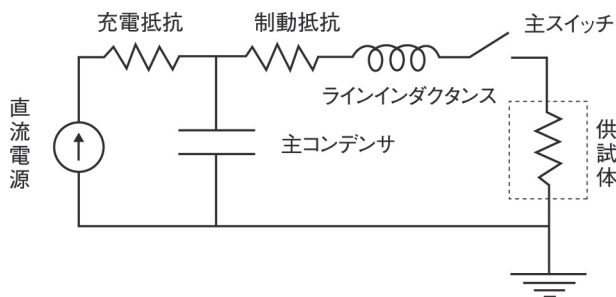 充電抵抗
制動抵抗
主スイッチ
ラインインダクタンス
直流電源
主コンデンサ
供試体